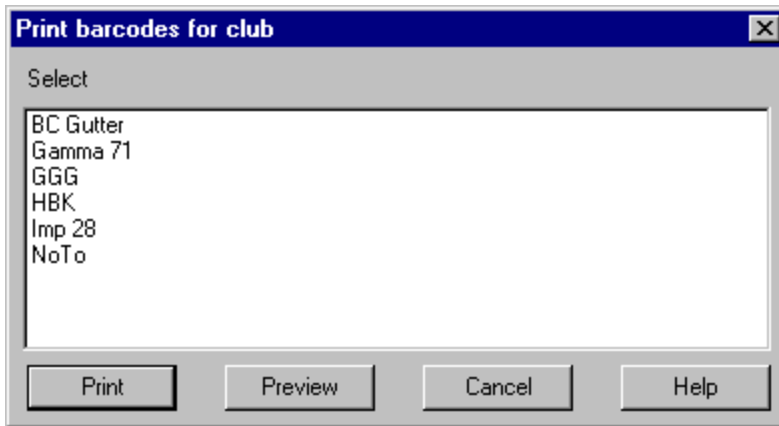 Print barcodes for club
Select
BC Gutter
Gamma 71
GGG
HBK
Imp 28
NoTo
Print Preview Cancel Help